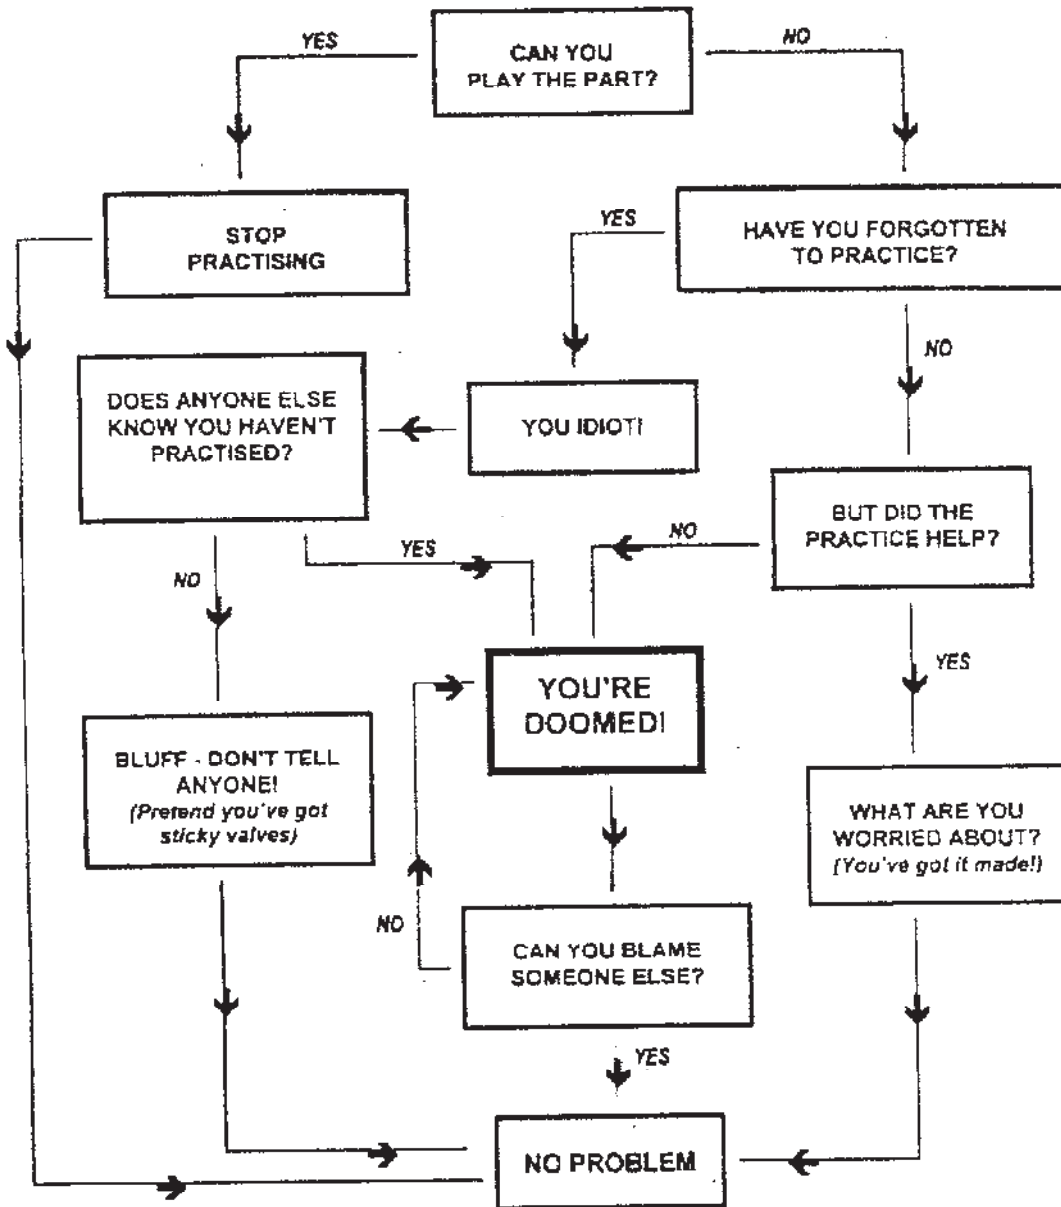 YES
CAN YOU
PLAY THE PART?
NO
STOP
PRACTISING
YES
HAVE YOU FORGOTTEN
TO PRACTICE?
NO
DOES ANYONE ELSE
KNOW YOU HAVEN'T
PRACTISED?
YOU IDIOT!
BUT DID THE
PRACTICE HELP?
NO
YES
NO
YES
YOU'RE
DOOMED!
BLUFF - DON'T TELL
ANYONE!
(Pretend you've got
sticky valves)
WHAT ARE YOU
WORRIED ABOUT?
(You've got it made!)
NO
CAN YOU BLAME
SOMEONE ELSE?
YES
NO PROBLEM